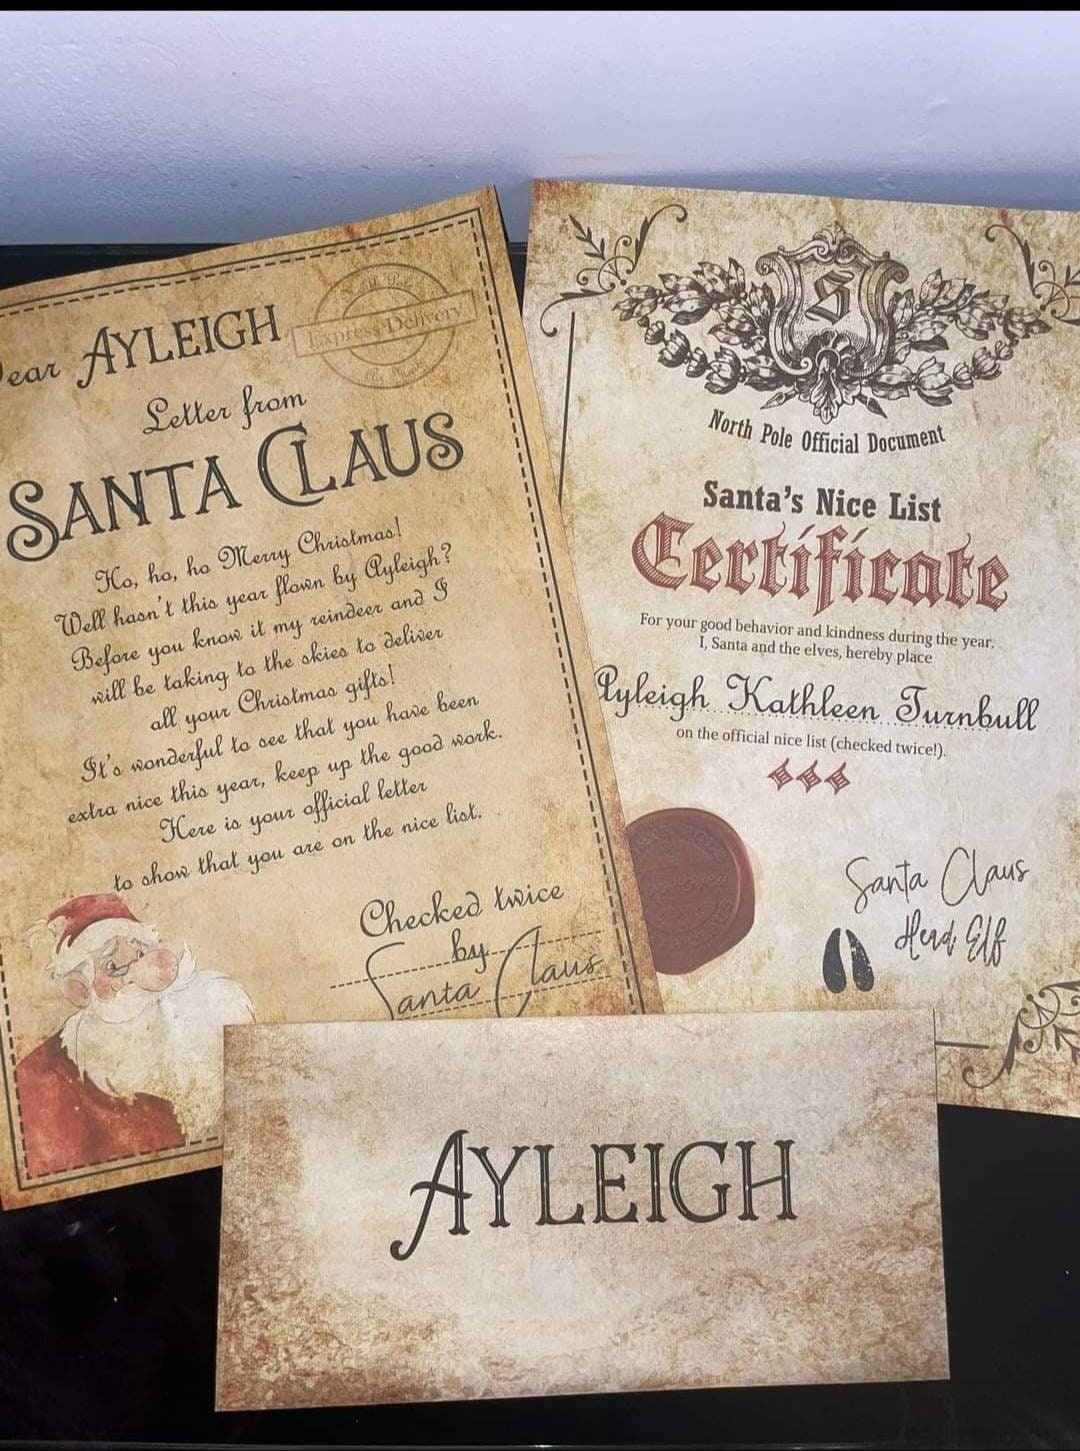 ear AYLEIGH
Express Delivery
Letter from
SANTA CLAUS
Ho, ho, ho Merry Christmas!
Well hasn't this year flown by Ayleigh?
Before you know it my reindeer and I
will be taking to the skies to deliver
all your Christmas gifts!
It's wonderful to see that you have been
extra nice this year, keep up the good work.
Here is your official letter
to show that you are on the nice list.
Checked twice
by
Santa Claus
S
North Pole Official Document
Santa's Nice List
Certificate
For your good behavior and kindness during the year.
I, Santa and the elves, hereby place
Ayleigh Kathleen Turnbull
on the official nice list (checked twice!).
Santa Claus
Head Elf
AYLEIGH